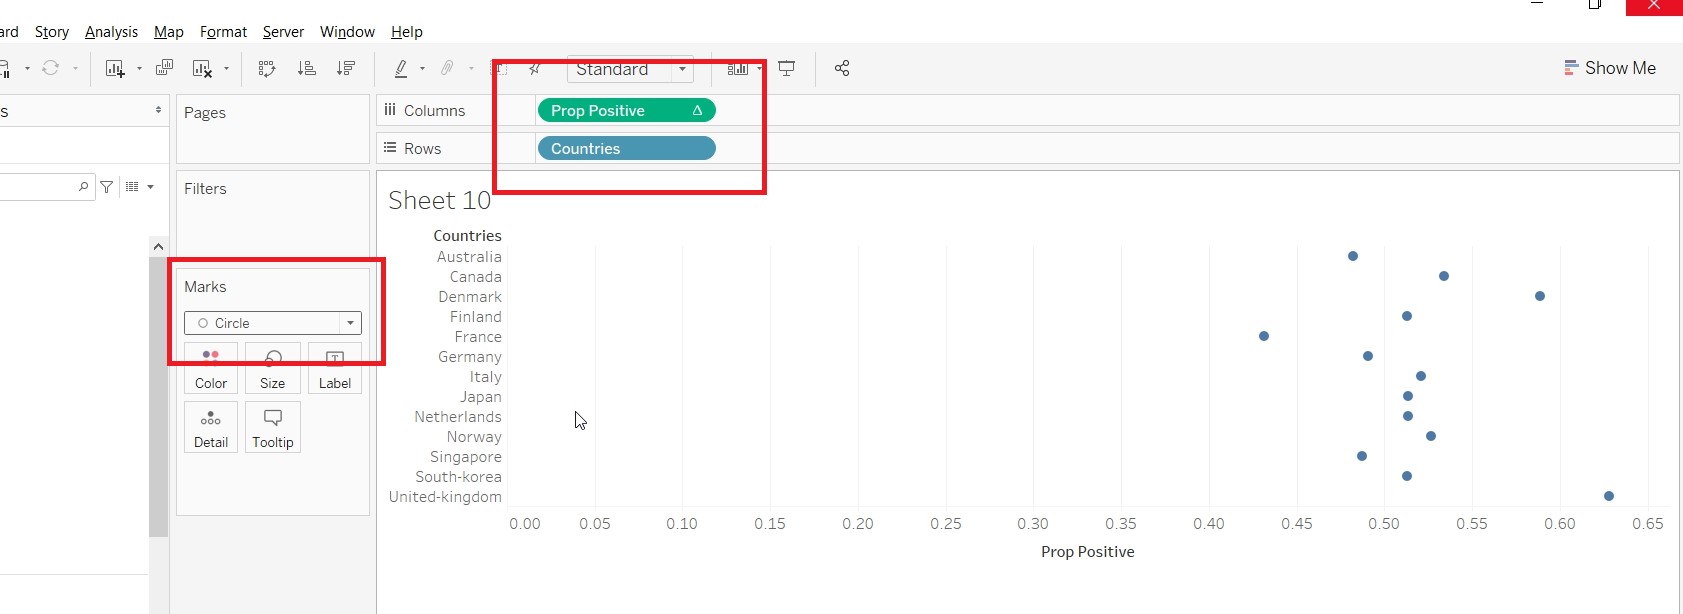 ard Story Analysis Map Format Server Window Help
Standard
Show Me
s
Pages
Columns
Prop Positive Δ
Rows
Countries
Filters
Sheet 10
Marks
Circle
Color Size Label
Detail Tooltip
Countries
Australia
Canada
Denmark
Finland
France
Germany
Italy
Japan
Netherlands
Norway
Singapore
South-korea
United-kingdom
0.00 0.05 0.10 0.15 0.20 0.25 0.30 0.35 0.40 0.45 0.50 0.55 0.60 0.65
Prop Positive